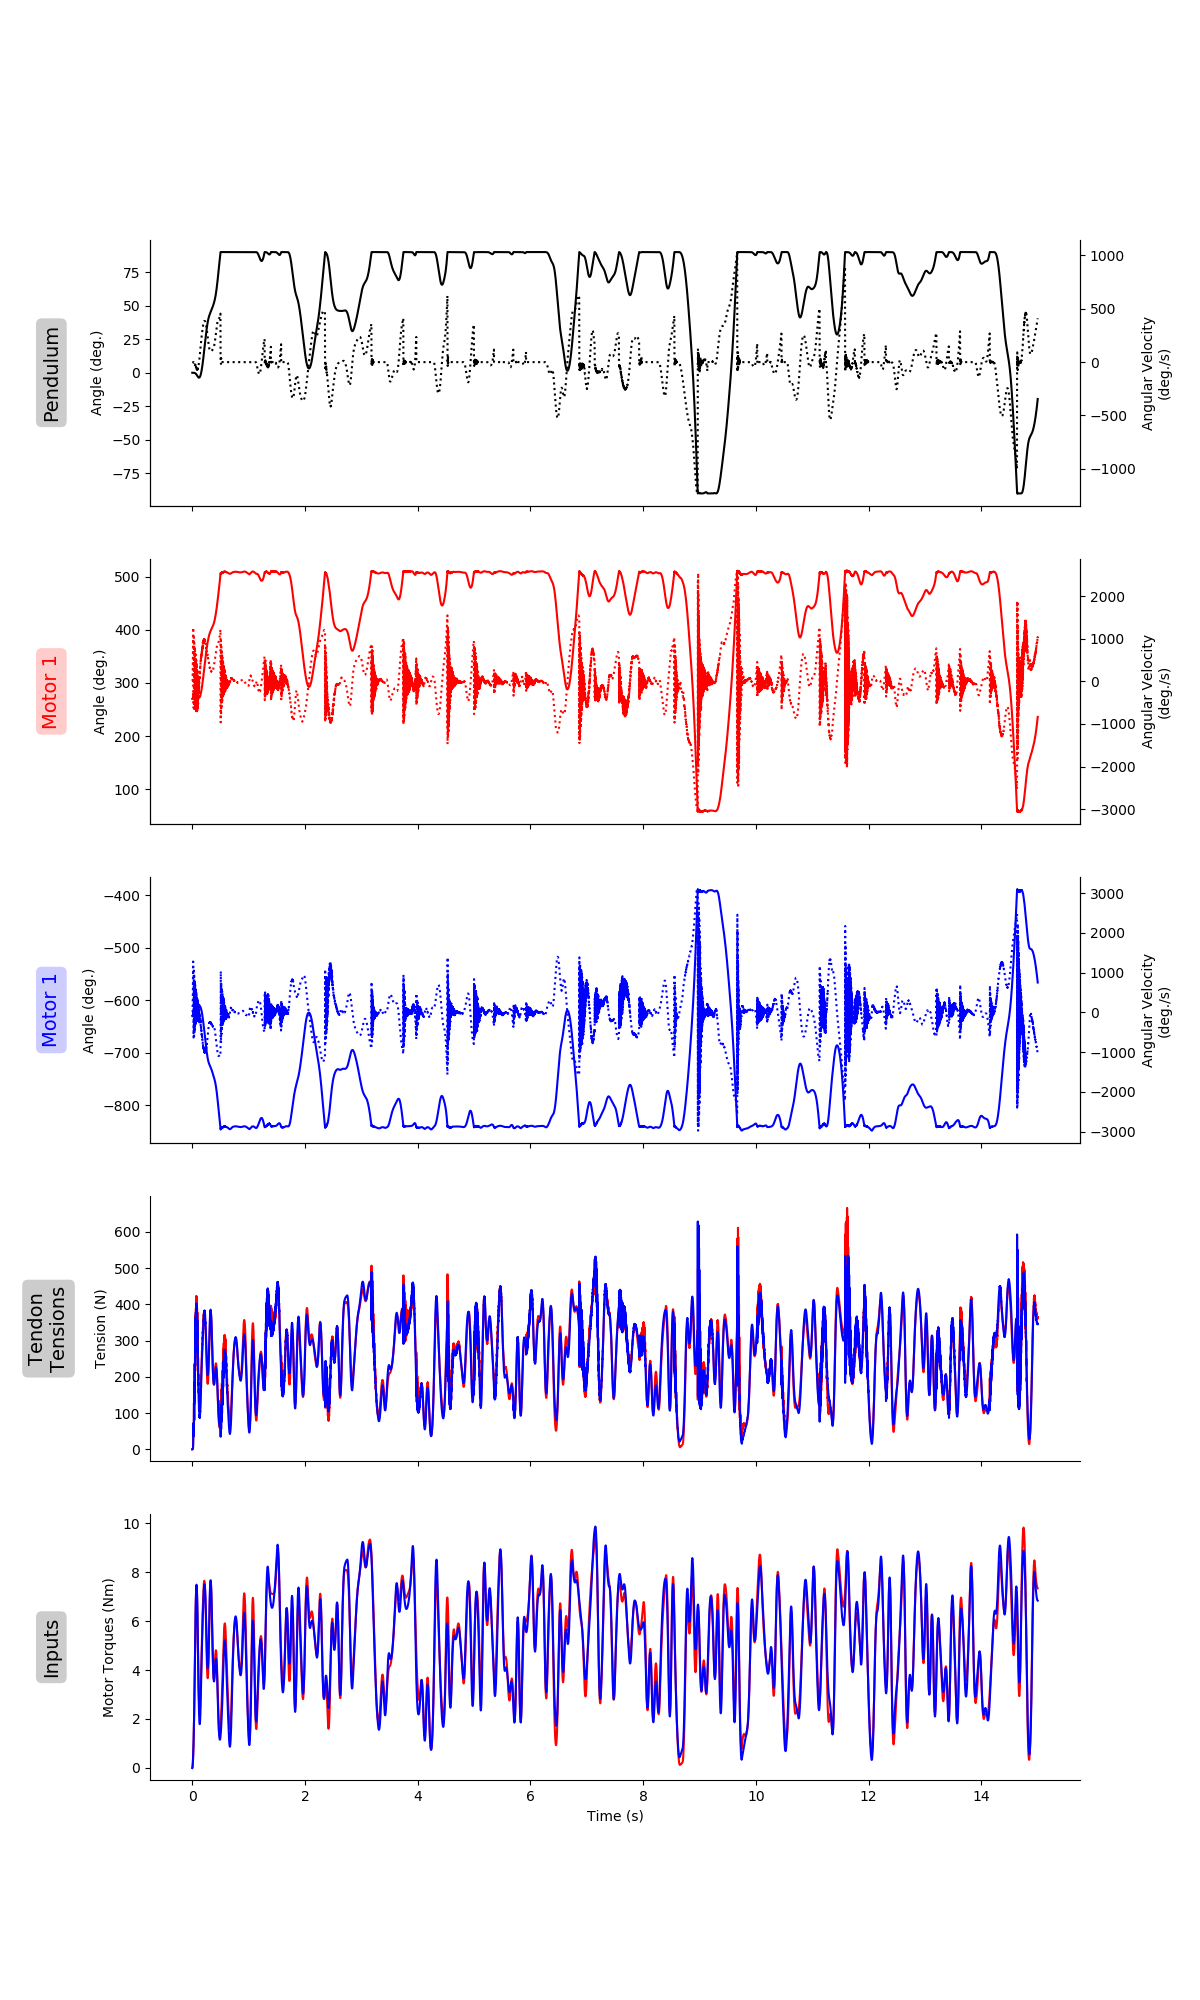 Pendulum
Angle (deg.)
75
50
25
0
−25
−50
−75
1000
500
0
−500
−1000
Angular Velocity
(deg./s)
Motor 1
Angle (deg.)
500
400
300
200
100
2000
1000
0
−1000
−2000
−3000
Angular Velocity
(deg./s)
Motor 1
Angle (deg.)
−400
−500
−600
−700
−800
3000
2000
1000
0
−1000
−2000
−3000
Angular Velocity
(deg./s)
Tendon
Tensions
Tension (N)
600
500
400
300
200
100
0
Inputs
Motor Torques (Nm)
10
8
6
4
2
0
0 2 4 6 8 10 12 14
Time (s)